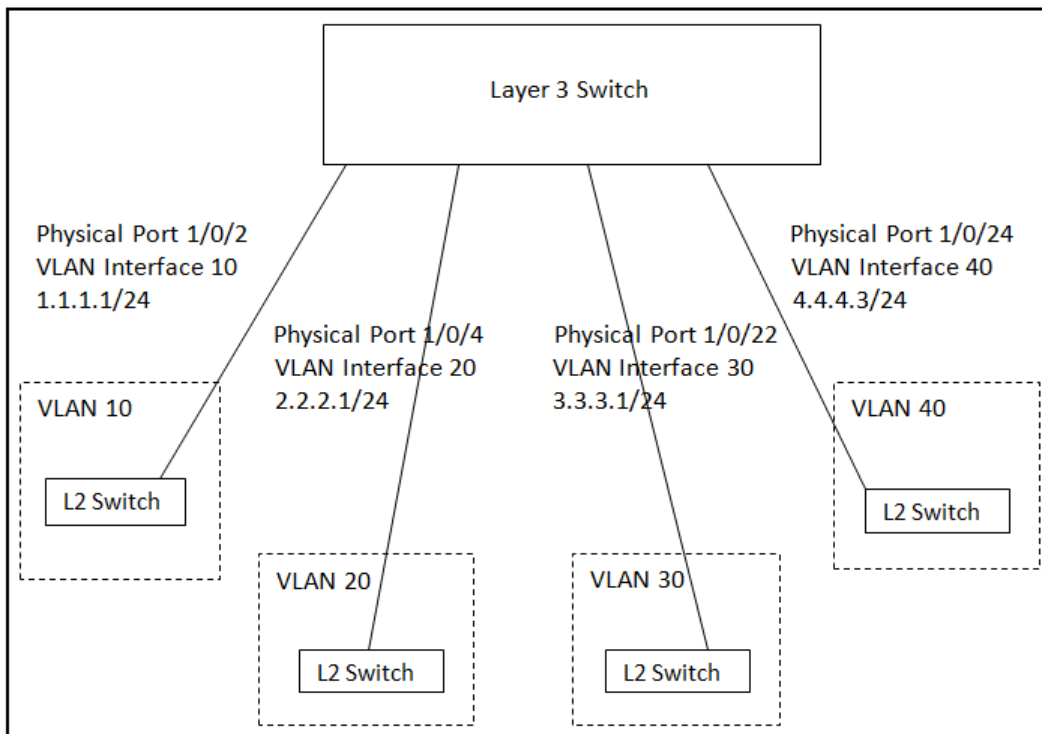 Layer 3 Switch
Physical Port 1/0/2
VLAN Interface 10
1.1.1.1/24
Physical Port 1/0/4
VLAN Interface 20
2.2.2.1/24
Physical Port 1/0/22
VLAN Interface 30
3.3.3.1/24
Physical Port 1/0/24
VLAN Interface 40
4.4.4.3/24
VLAN 10
L2 Switch
VLAN 20
L2 Switch
VLAN 30
L2 Switch
VLAN 40
L2 Switch